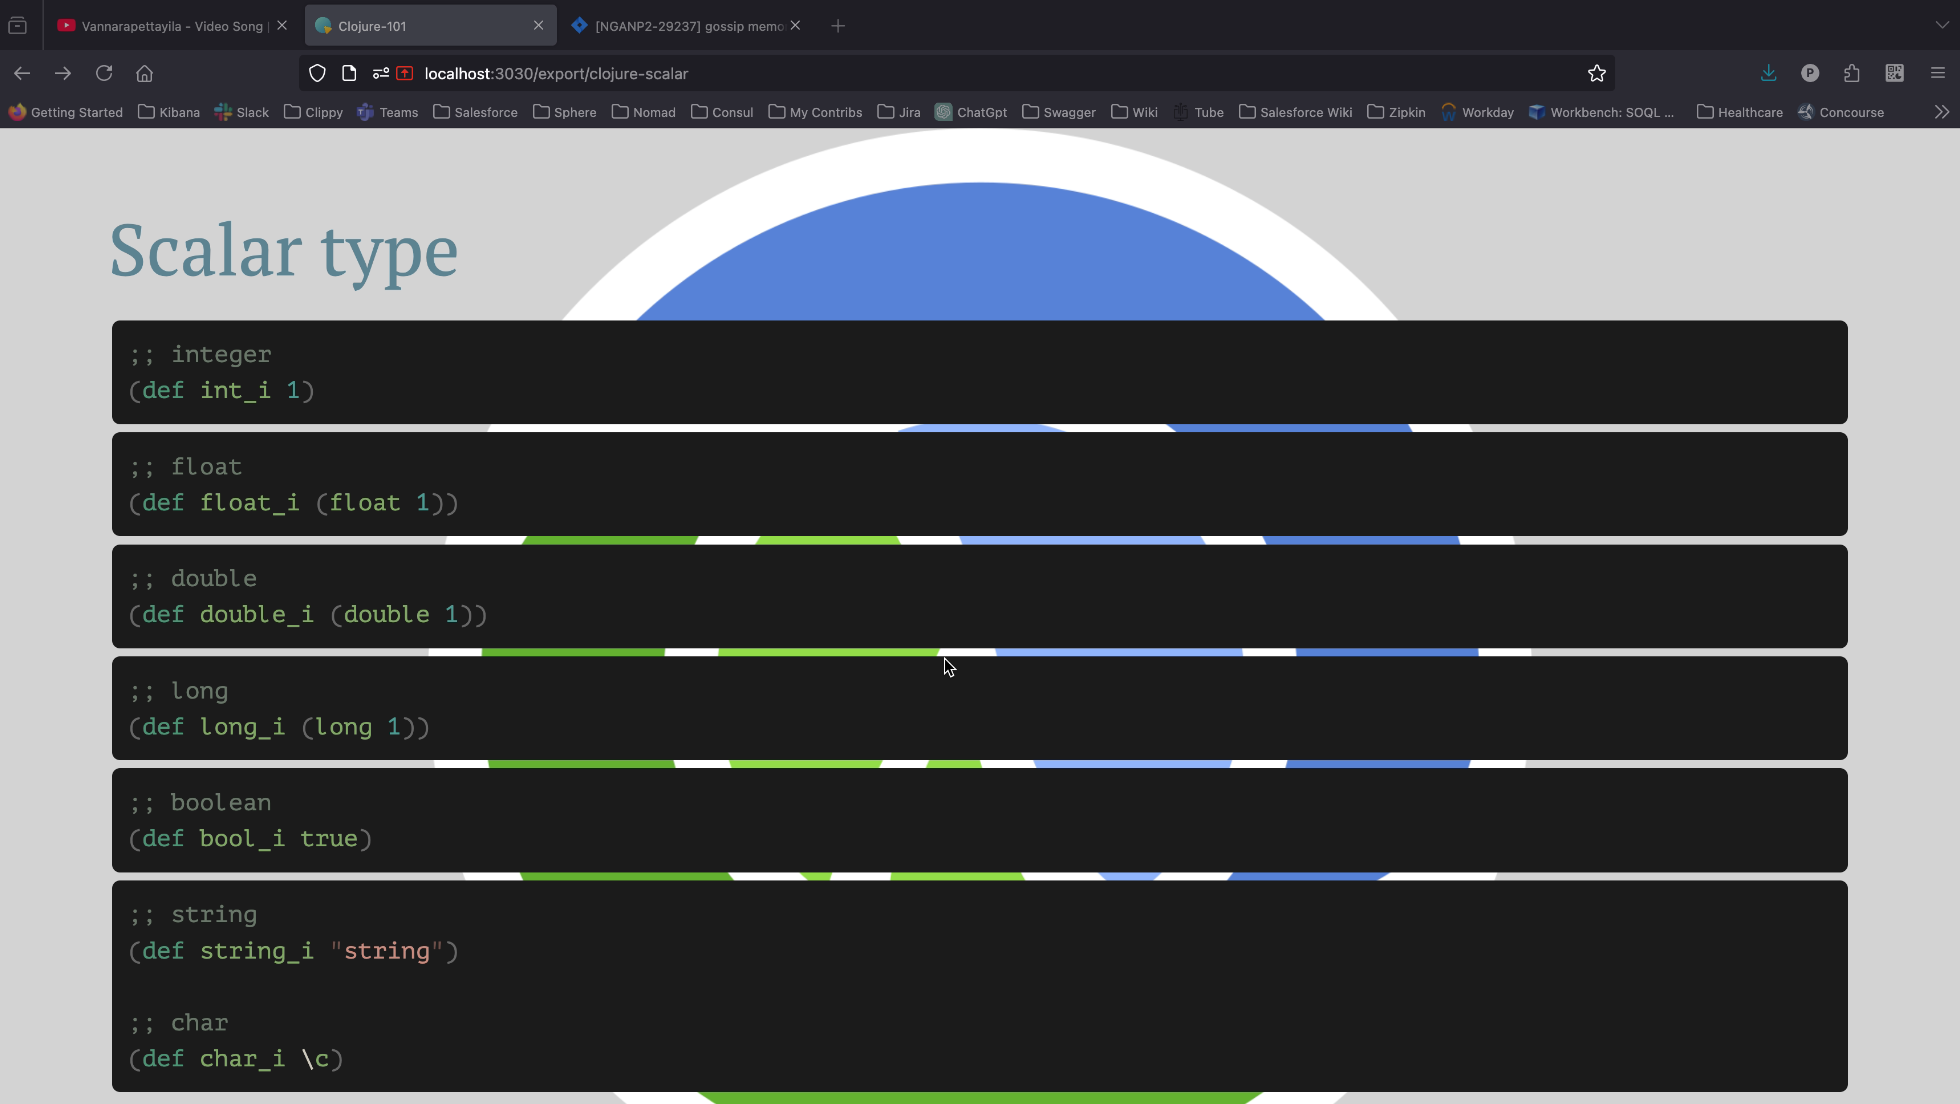 Vannarapettayila - Video Song |
Clojure-101
[NGANP2-29237] gossip memo
localhost:3030/export/clojure-scalar
P
Getting Started
Kibana
Slack
Clippy
Teams
Salesforce
Sphere
Nomad
Consul
My Contribs
Jira
ChatGpt
Swagger
Wiki
Tube
Salesforce Wiki
Zipkin
Workday
Workbench: SOQL ...
Healthcare
Concourse
Scalar type
;; integer
(def int_i 1)
;; float
(def float_i (float 1))
;; double
(def double_i (double 1))
;; long
(def long_i (long 1))
;; boolean
(def bool_i true)
;; string
(def string_i "string")
;; char
(def char_i \c)